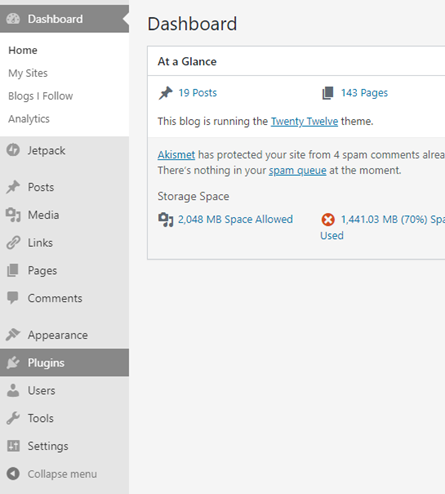 Dashboard
Home
My Sites
Blogs I Follow
Analytics
Jetpack
Posts
Media
Links
Pages
Comments
Appearance
Plugins
Users
Tools
Settings
Collapse menu
Dashboard
At a Glance
19 Posts 143 Pages
This blog is running the Twenty Twelve theme.
Akismet has protected your site from 4 spam comments alrea
There's nothing in your spam queue at the moment.
Storage Space
2,048 MB Space Allowed 1,441.03 MB (70%) Spa
Used